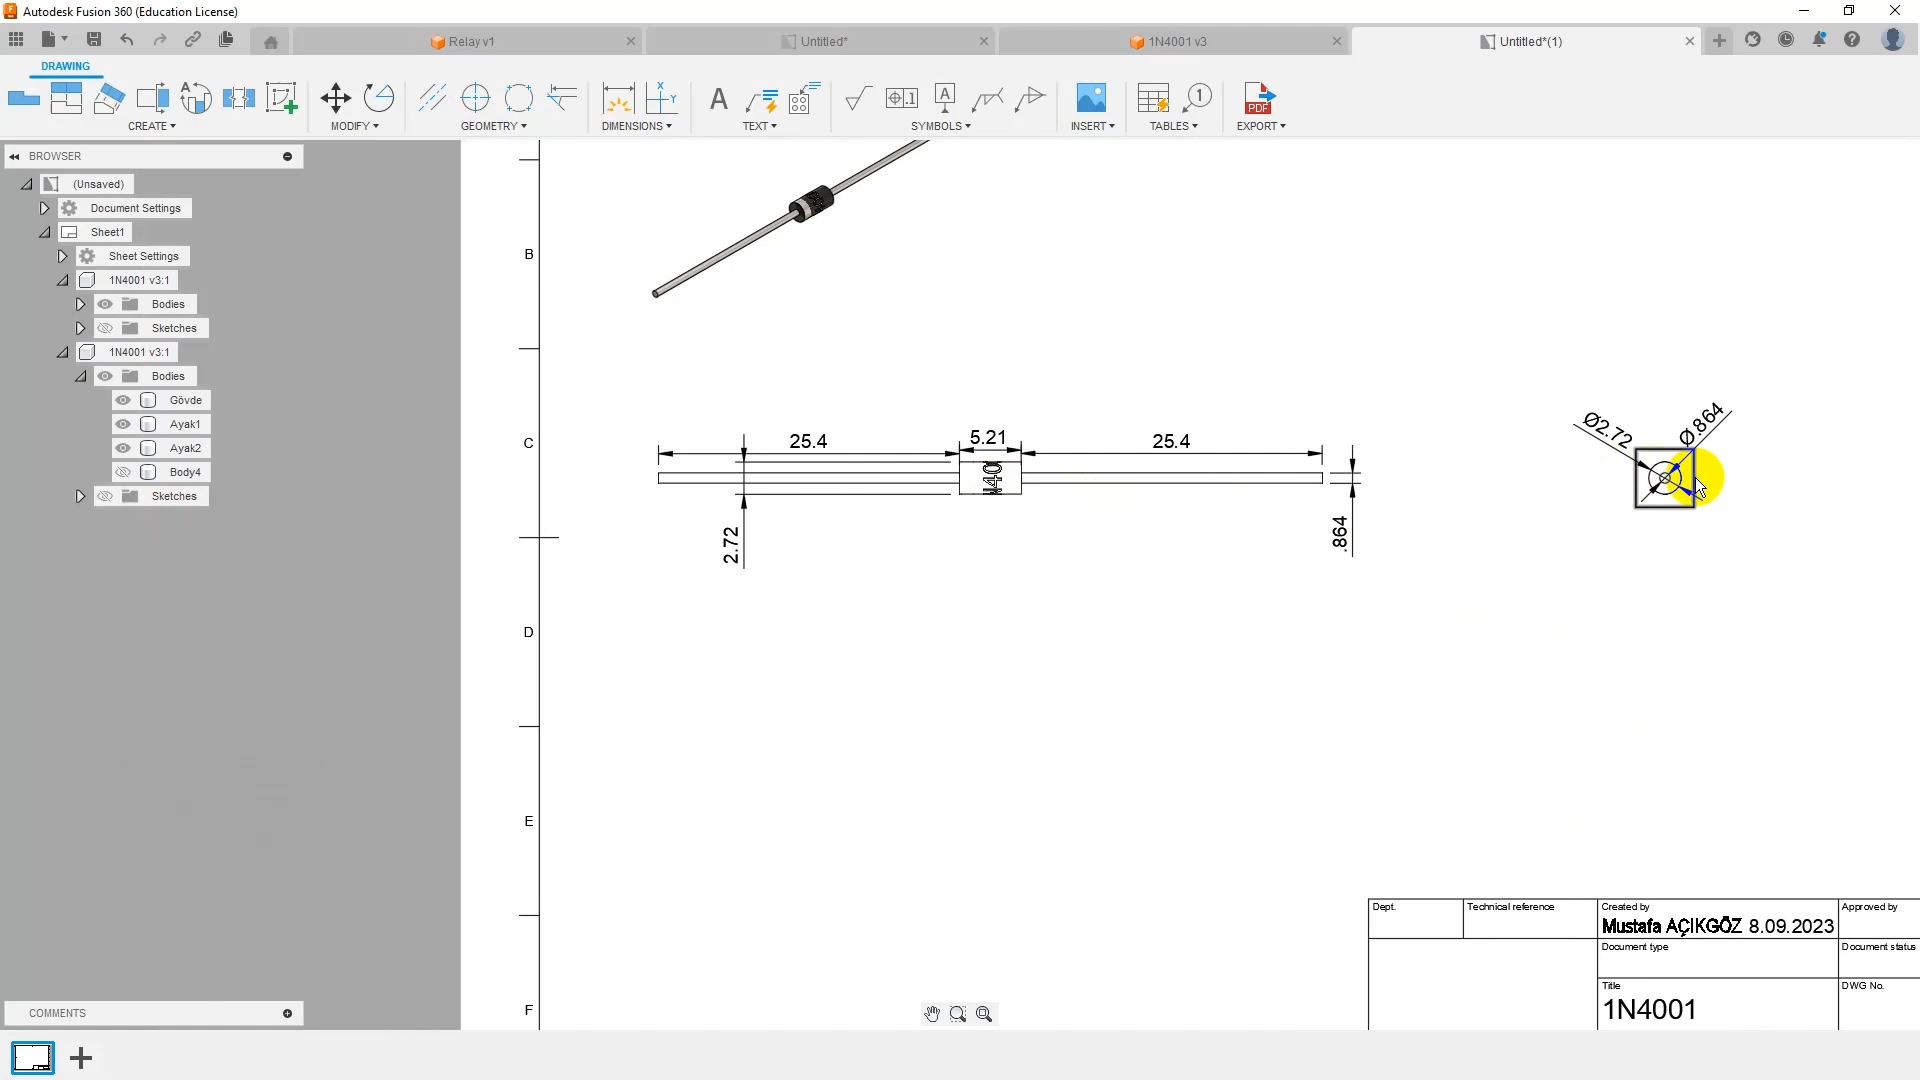 Autodesk Fusion 360 (Education License)
Relay v1
Untitled*
1N4001 v3
Untitled*(1)
DRAWING
CREATE
MODIFY
GEOMETRY
DIMENSIONS
TEXT
SYMBOLS
INSERT
TABLES
EXPORT
BROWSER
(Unsaved)
Document Settings
Sheet1
Sheet Settings
1N4001 v3:1
Bodies
Sketches
1N4001 v3:1
Bodies
Gövde
Ayak1
Ayak2
Body4
Sketches
COMMENTS
B
C
D
E
F
25.4
5.21
25.4
2.72
.864
Ø2.72
Ø.864
Dept.
Technical reference
Created by
Approved by
Mustafa AÇIKGÖZ 8.09.2023
Document type
Document status
Title
DWG No.
1N4001